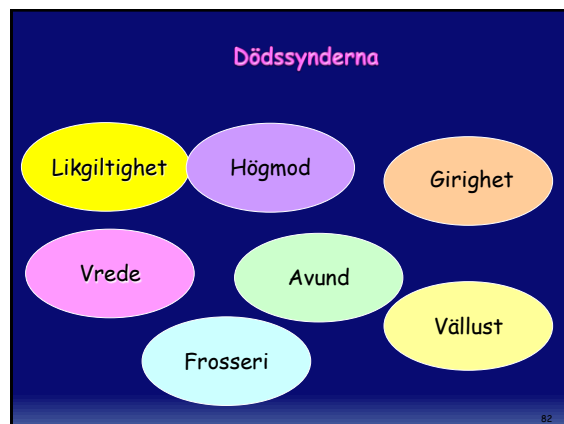 Dödssynderna
Likgiltighet
Högmod
Girighet
Vrede
Avund
Vällust
Frosseri
82